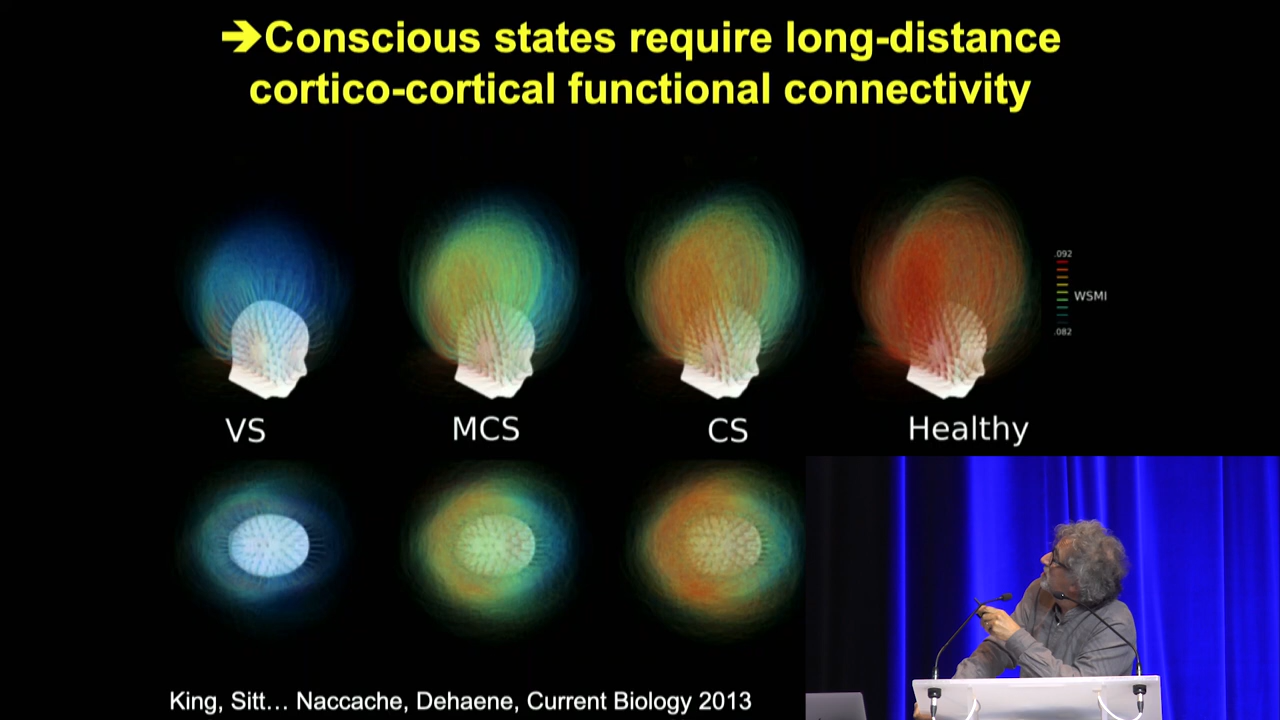 ➔Conscious states require long-distance
cortico-cortical functional connectivity
.092
WSMI
.082
VS
MCS
CS
Healthy
King, Sitt… Naccache, Dehaene, Current Biology 2013